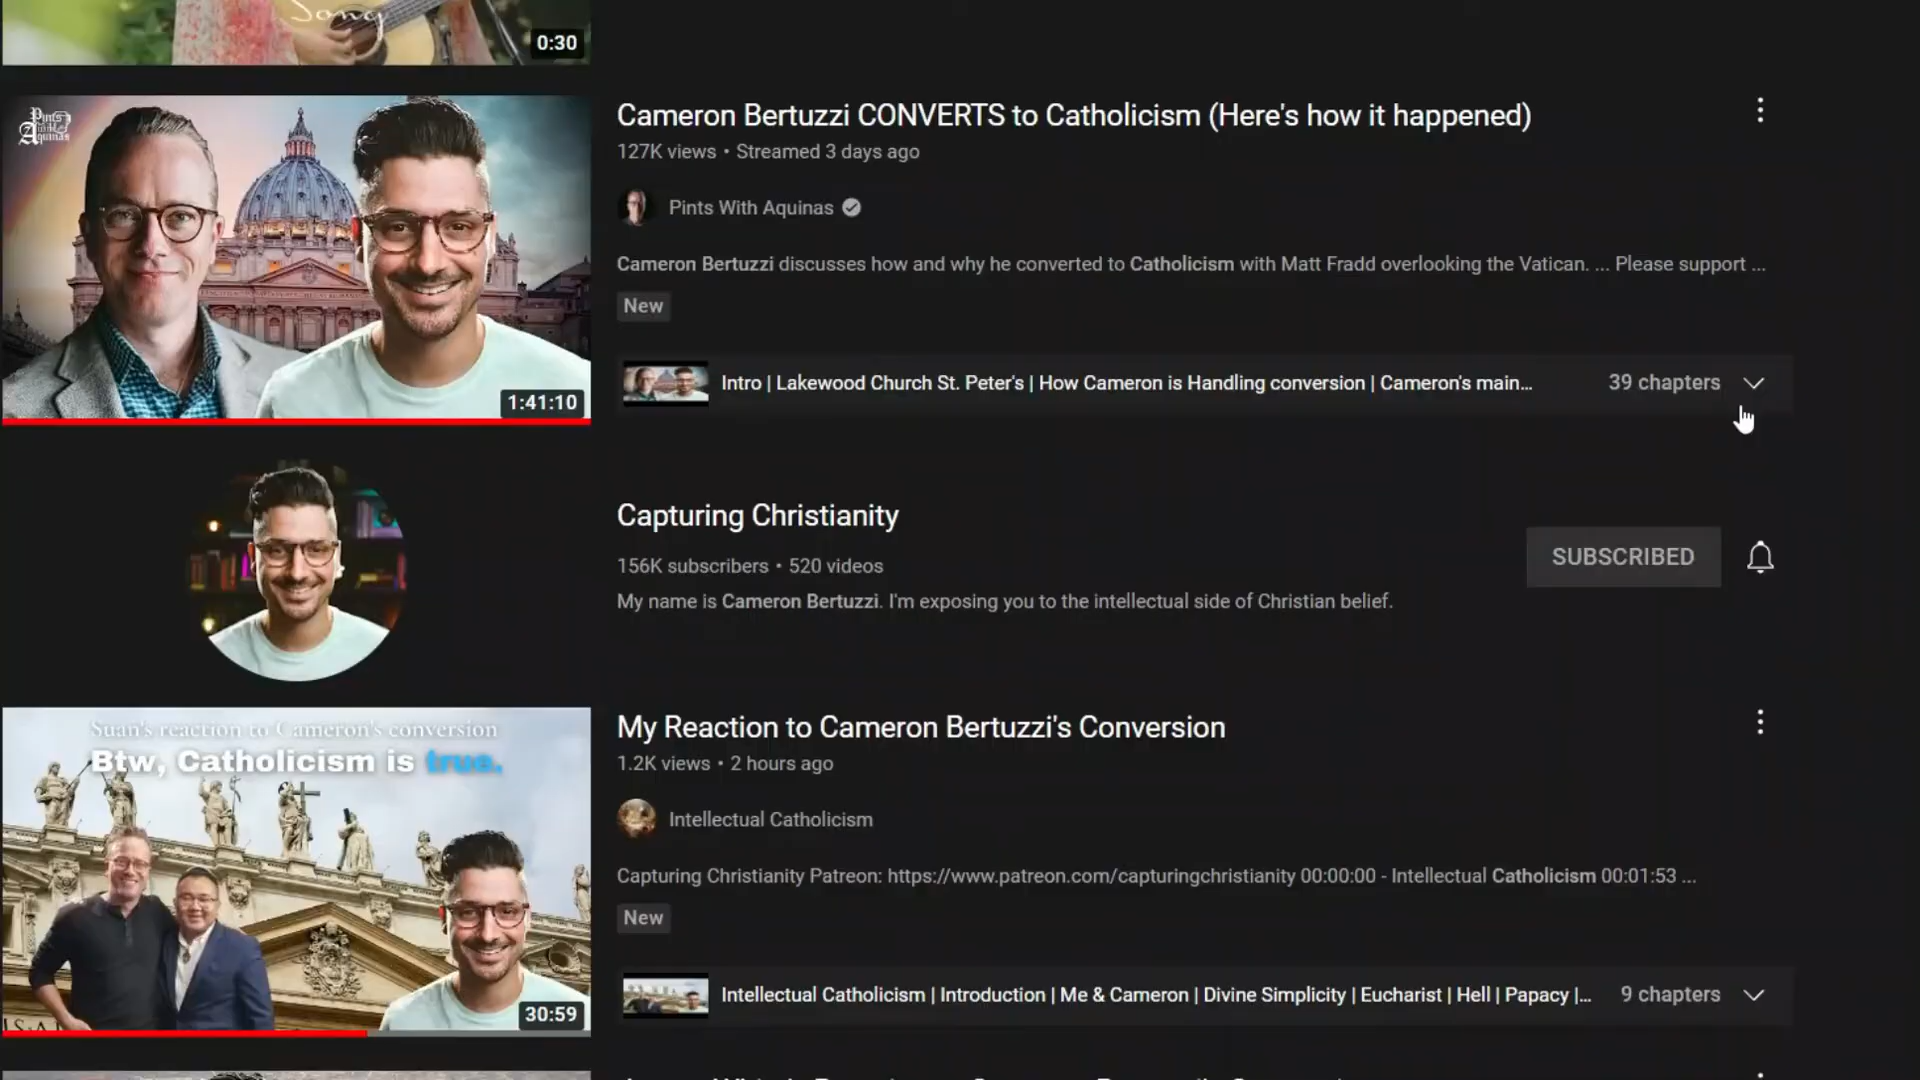 Song
0:30
Pints
With
Aquinas
1:41:10
Cameron Bertuzzi CONVERTS to Catholicism (Here's how it happened)
127K views • Streamed 3 days ago
Pints With Aquinas
Cameron Bertuzzi discusses how and why he converted to Catholicism with Matt Fradd overlooking the Vatican. ... Please support ...
New
Intro | Lakewood Church St. Peter's | How Cameron is Handling conversion | Cameron's main...
39 chapters
Capturing Christianity
156K subscribers • 520 videos
My name is Cameron Bertuzzi. I'm exposing you to the intellectual side of Christian belief.
SUBSCRIBED
Suan's reaction to Cameron's conversion
Btw, Catholicism is true.
30:59
My Reaction to Cameron Bertuzzi's Conversion
1.2K views • 2 hours ago
Intellectual Catholicism
Capturing Christianity Patreon: https://www.patreon.com/capturingchristianity 00:00:00 - Intellectual Catholicism 00:01:53 ...
New
Intellectual Catholicism | Introduction | Me & Cameron | Divine Simplicity | Eucharist | Hell | Papacy |...
9 chapters